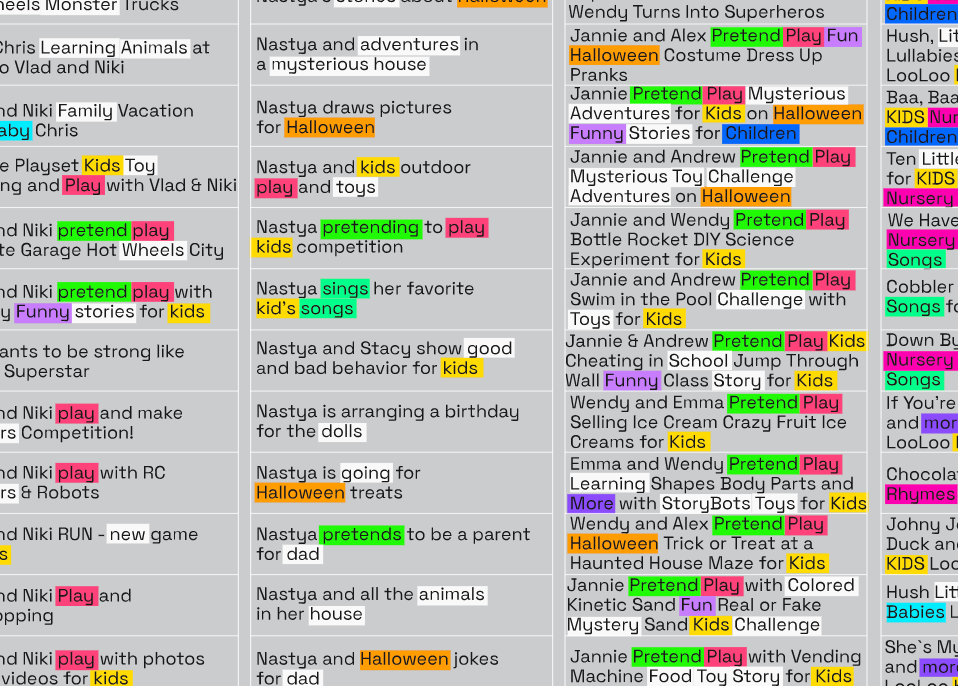 Wheels Monster Trucks
Chris Learning Animals at
o Vlad and Niki
nd Niki Family Vacation
aby Chris
e Playset Kids Toy
ng and Play with Vlad & Niki
nd Niki pretend play
te Garage Hot Wheels City
nd Niki pretend play with
y Funny stories for kids
ants to be strong like
Superstar
nd Niki play and make
rs Competition!
nd Niki play with RC
rs & Robots
nd Niki RUN - new game
s
nd Niki Play and
opping
nd Niki play with photos
videos for kids
Nastya's stories about Halloween
Nastya and adventures in
a mysterious house
Nastya draws pictures
for Halloween
Nastya and kids outdoor
play and toys
Nastya pretending to play
kids competition
Nastya sings her favorite
kid's songs
Nastya and Stacy show good
and bad behavior for kids
Nastya is arranging a birthday
for the dolls
Nastya is going for
Halloween treats
Nastya pretends to be a parent
for dad
Nastya and all the animals
in her house
Nastya and Halloween jokes
for dad
Wendy Turns Into Superheros
Jannie and Alex Pretend Play Fun
Halloween Costume Dress Up
Pranks
Jannie Pretend Play Mysterious
Adventures for Kids on Halloween
Funny Stories for Children
Jannie and Andrew Pretend Play
Mysterious Toy Challenge
Adventures on Halloween
Jannie and Wendy Pretend Play
Bottle Rocket DIY Science
Experiment for Kids
Jannie and Andrew Pretend Play
Swim in the Pool Challenge with
Toys for Kids
Jannie & Andrew Pretend Play Kids
Cheating in School Jump Through
Wall Funny Class Story for Kids
Wendy and Emma Pretend Play
Selling Ice Cream Crazy Fruit Ice
Creams for Kids
Emma and Wendy Pretend Play
Learning Shapes Body Parts and
More with StoryBots Toys for Kids
Wendy and Alex Pretend Play
Halloween Trick or Treat at a
Haunted House Maze for Kids
Jannie Pretend Play with Colored
Kinetic Sand Fun Real or Fake
Mystery Sand Kids Challenge
Jannie Pretend Play with Vending
Machine Food Toy Story for Kids
Children
Hush, Lit
Lullabies
LooLoo
Baa, Baa
KIDS Nur
Children
Ten Little
for KIDS
Nursery
We Have
Nursery
Songs
Cobbler
Songs fo
Down By
Nursery
Songs
If You're
and more
LooLoo
Chocolat
Rhymes
Johny Jo
Duck and
KIDS Loo
Hush Litt
Babies L
She`s My
and more
LooLoo